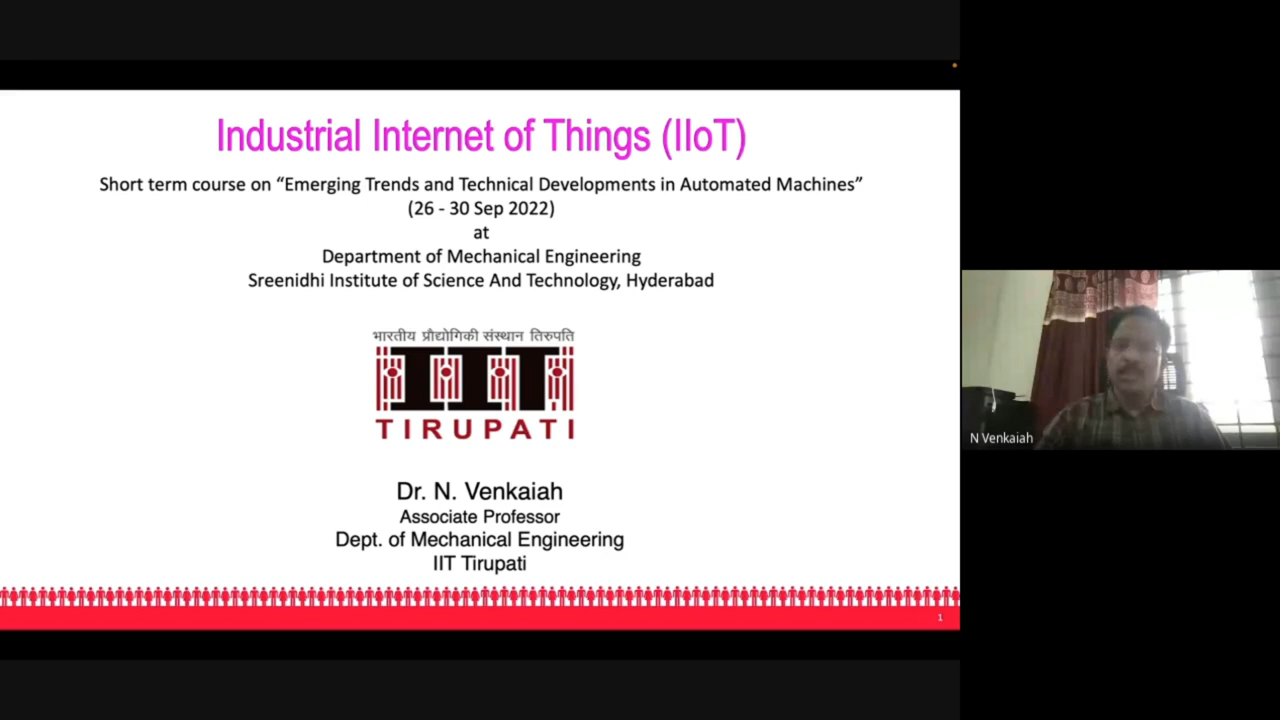 Industrial Internet of Things (IIoT)
Short term course on “Emerging Trends and Technical Developments in Automated Machines”
(26 - 30 Sep 2022)
at
Department of Mechanical Engineering
Sreenidhi Institute of Science And Technology, Hyderabad
भारतीय प्रौद्योगिकी संस्थान तिरुपति
IIT
TIRUPATI
Dr. N. Venkaiah
Associate Professor
Dept. of Mechanical Engineering
IIT Tirupati
1
N Venkaiah